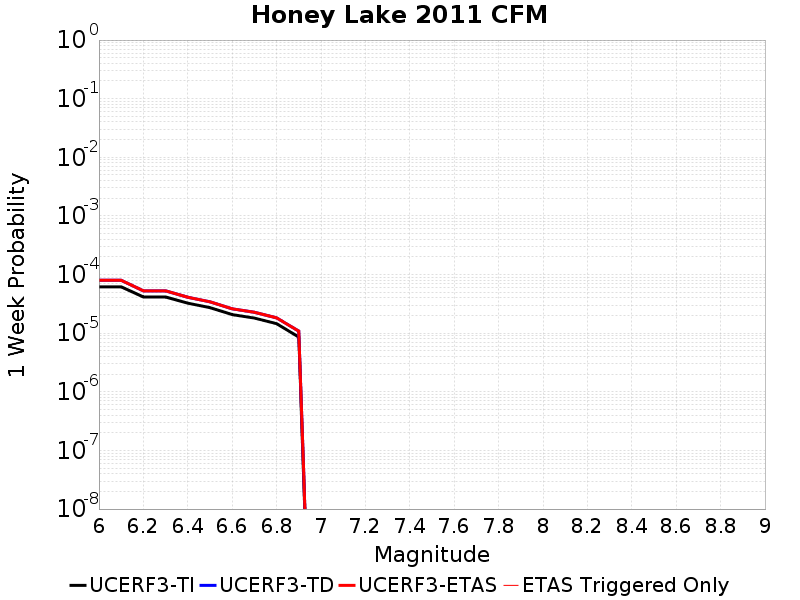 Honey Lake 2011 CFM
1 Week Probability
10^0
10^-1
10^-2
10^-3
10^-4
10^-5
10^-6
10^-7
10^-8
6 6.2 6.4 6.6 6.8 7 7.2 7.4 7.6 7.8 8 8.2 8.4 8.6 8.8 9
Magnitude
UCERF3-TI UCERF3-TD UCERF3-ETAS ETAS Triggered Only